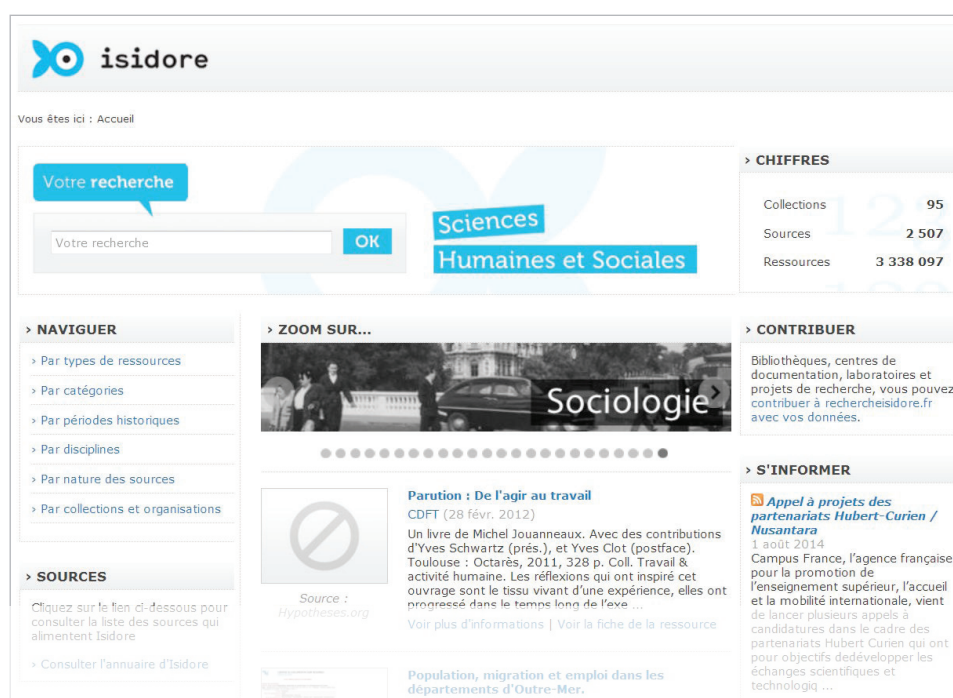 isidore
Vous êtes ici : Accueil
Votre recherche
Votre recherche
OK
Sciences
Humaines et Sociales
› CHIFFRES
Collections 95
Sources 2 507
Ressources 3 338 097
› NAVIGUER
› Par types de ressources
› Par catégories
› Par périodes historiques
› Par disciplines
› Par nature des sources
› Par collections et organisations
› SOURCES
Cliquez sur le lien ci-dessous pour
consulter la liste des sources qui
alimentent Isidore
› Consulter l'annuaire d'Isidore
› ZOOM SUR...
Sociologie
Parution : De l'agir au travail
CDFT (28 févr. 2012)
Un livre de Michel Jouanneaux. Avec des contributions
d'Yves Schwartz (prés.), et Yves Clot (postface).
Toulouse : Octarès, 2011, 328 p. Coll. Travail &
activité humaine. Les réflexions qui ont inspiré cet
ouvrage sont le tissu vivant d'une expérience, elles ont
progressé dans le temps long de l'exe ...
Voir plus d'informations | Voir la fiche de la ressource
Source :
Hypotheses.org
Population, migration et emploi dans les
départements d'Outre-Mer.
› CONTRIBUER
Bibliothèques, centres de
documentation, laboratoires et
projets de recherche, vous pouvez
contribuer à rechercheisidore.fr
avec vos données.
› S'INFORMER
Appel à projets des
partenariats Hubert-Curien /
Nusantara
1 août 2014
Campus France, l'agence française
pour la promotion de
l'enseignement supérieur, l'accueil
et la mobilité internationale, vient
de lancer plusieurs appels à
candidatures dans le cadre des
partenariats Hubert Curien qui ont
pour objectifs dedévelopper les
échanges scientifiques et
technologiq ...